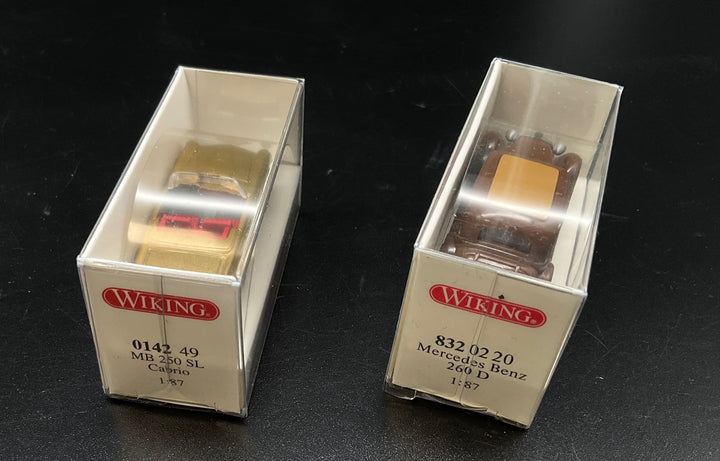 WIKING®
0142 49
MB 250 SL
Cabrio
1:87
WIKING®
832 02 20
Mercedes Benz
260 D
1:87